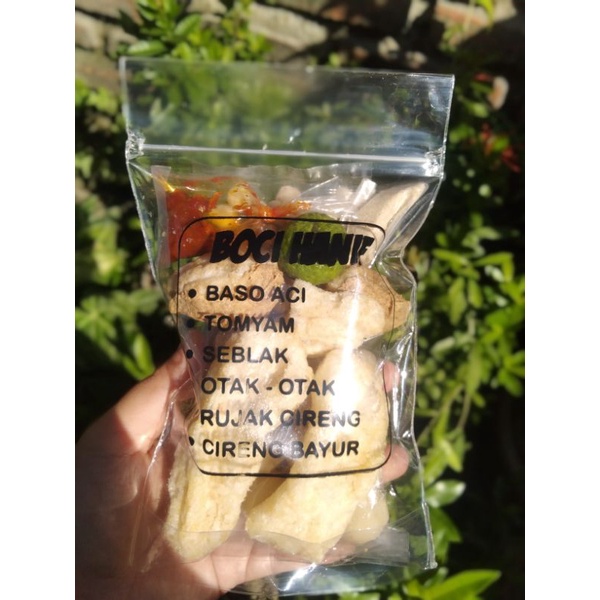 BOCI HANIF
• BASO ACI
• TOMYAM
• SEBLAK
OTAK - OTAK
RUJAK CIRENG
• CIRENG BAYUR